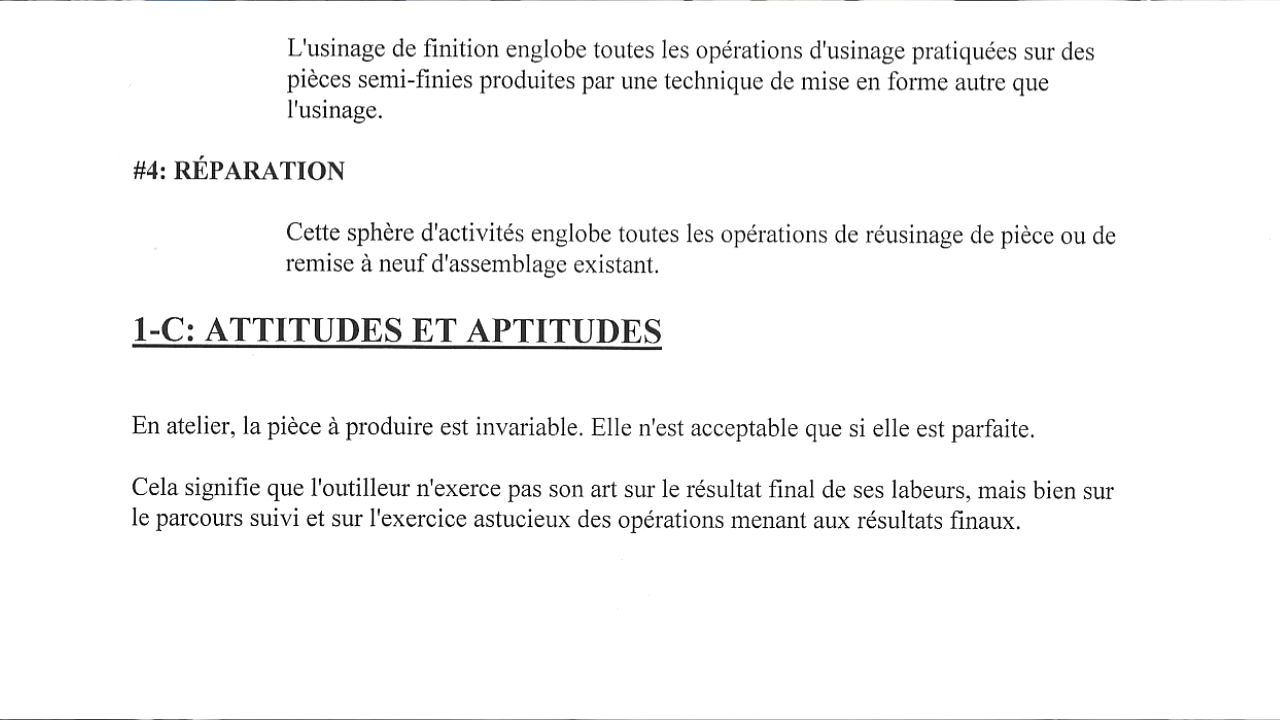 L'usinage de finition englobe toutes les opérations d'usinage pratiquées sur des
pièces semi-finies produites par une technique de mise en forme autre que
l'usinage.
#4: RÉPARATION
Cette sphère d'activités englobe toutes les opérations de réusinage de pièce ou de
remise à neuf d'assemblage existant.
1-C: ATTITUDES ET APTITUDES
En atelier, la pièce à produire est invariable. Elle n'est acceptable que si elle est parfaite.
Cela signifie que l'outilleur n'exerce pas son art sur le résultat final de ses labeurs, mais bien sur
le parcours suivi et sur l'exercice astucieux des opérations menant aux résultats finaux.